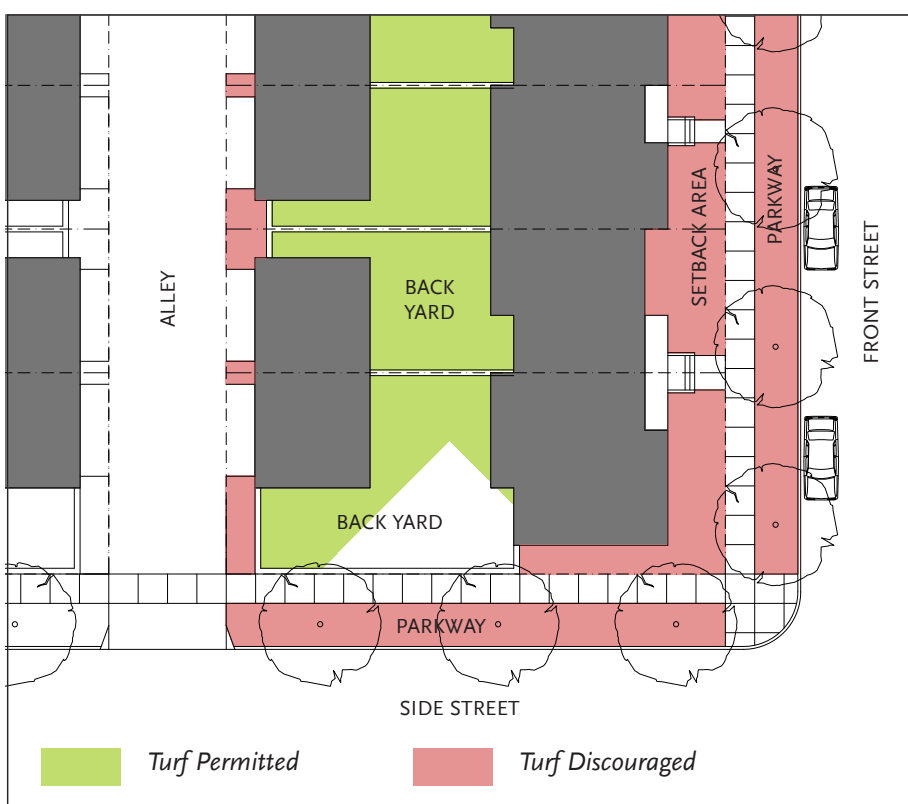 ALLEY
BACK
YARD
SETBACK AREA
PARKWAY
FRONT STREET
BACK YARD
PARKWAY
SIDE STREET
Turf Permitted
Turf Discouraged